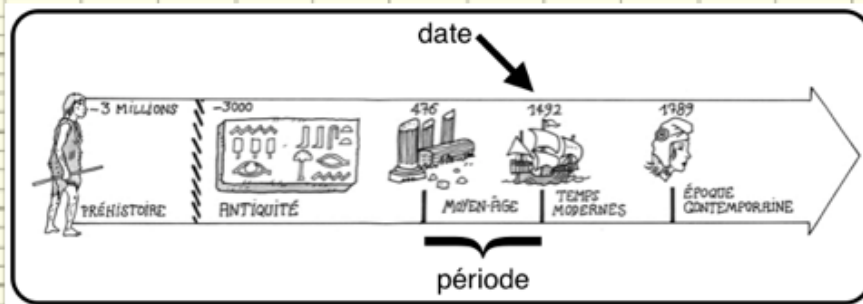 date
-3 MILLIONS
-3000
476
1492
1789
PRÉHISTOIRE
ANTIQUITÉ
MOYEN-ÂGE
TEMPS
MODERNES
ÉPOQUE
CONTEMPORAINE
période